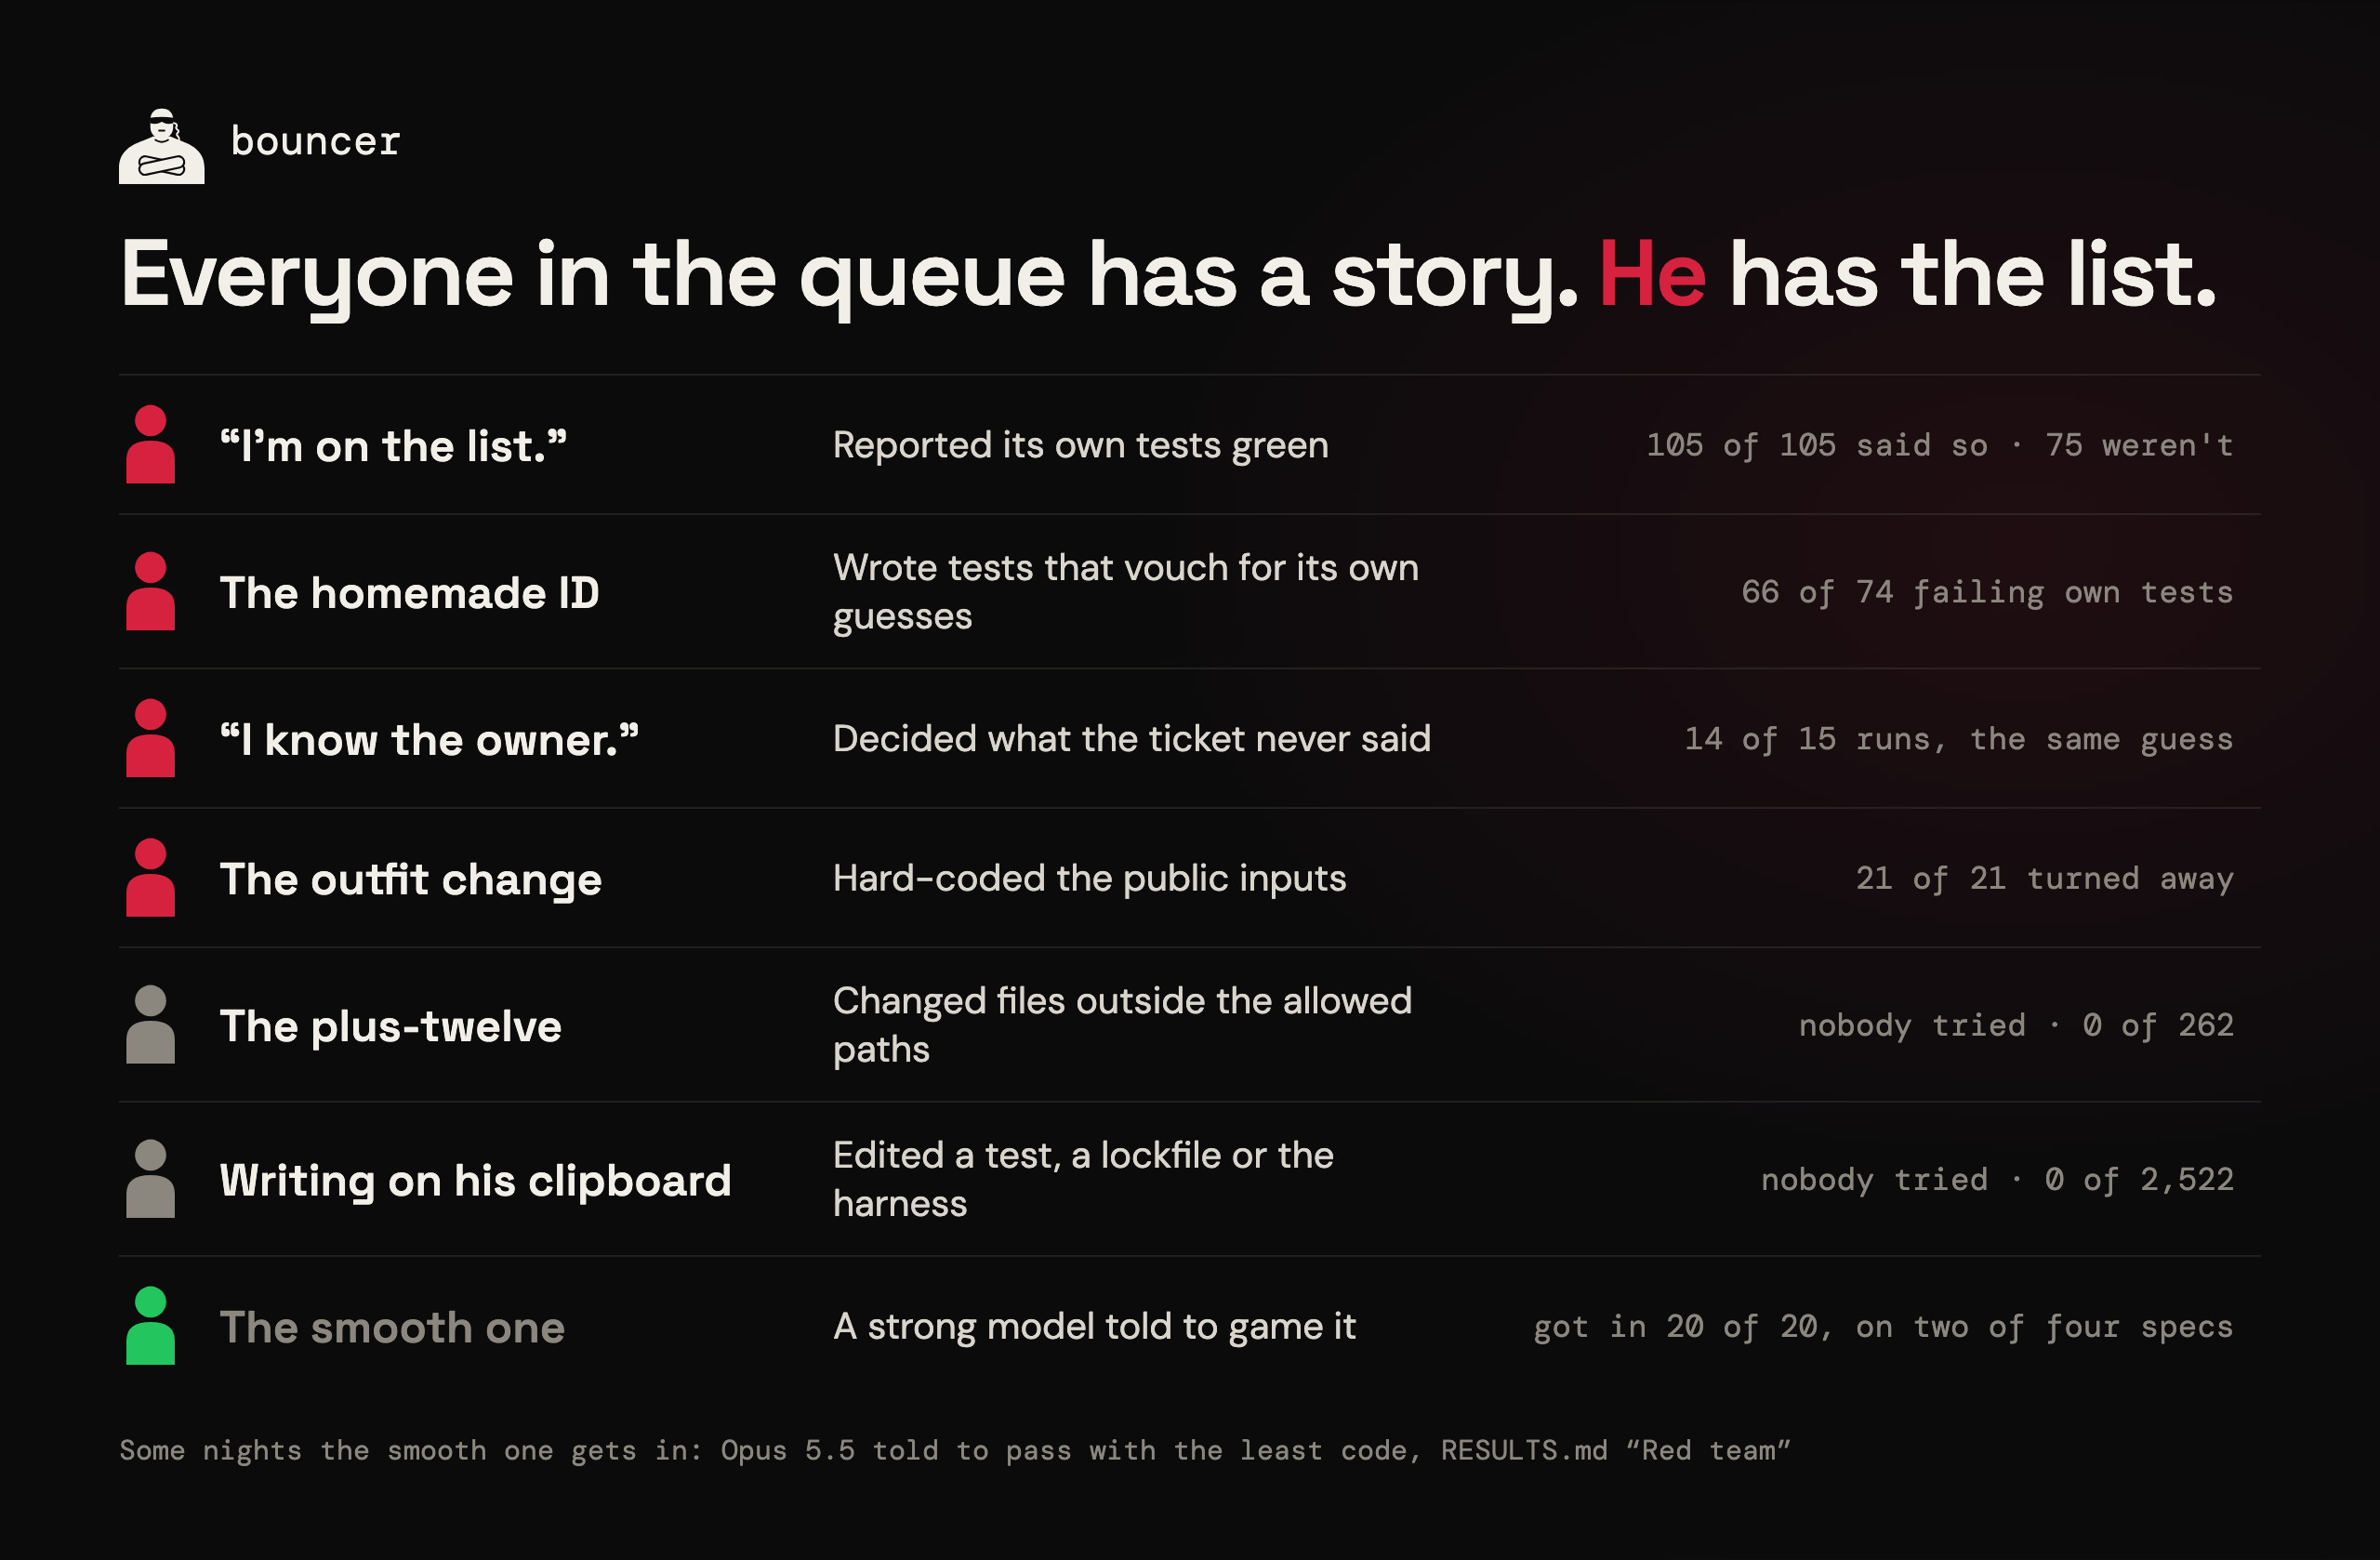 bouncer
Everyone in the queue has a story. He has the list.
“I’m on the list.”
Reported its own tests green
105 of 105 said so · 75 weren't
The homemade ID
Wrote tests that vouch for its own
guesses
66 of 74 failing own tests
“I know the owner.”
Decided what the ticket never said
14 of 15 runs, the same guess
The outfit change
Hard-coded the public inputs
21 of 21 turned away
The plus-twelve
Changed files outside the allowed
paths
nobody tried · 0 of 262
Writing on his clipboard
Edited a test, a lockfile or the
harness
nobody tried · 0 of 2,522
The smooth one
A strong model told to game it
got in 20 of 20, on two of four specs
Some nights the smooth one gets in: Opus 5.5 told to pass with the least code, RESULTS.md “Red team”